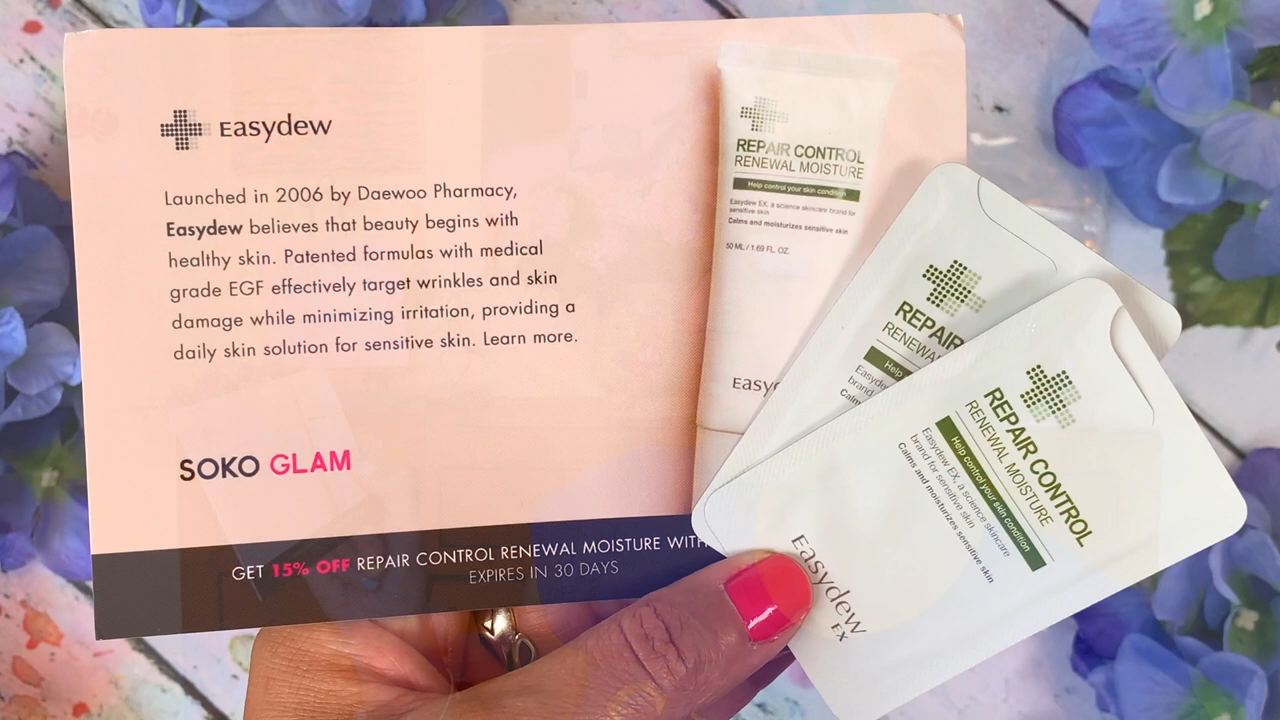 Easydew
Launched in 2006 by Daewoo Pharmacy,
Easydew believes that beauty begins with
healthy skin. Patented formulas with medical
grade EGF effectively target wrinkles and skin
damage while minimizing irritation, providing a
daily skin solution for sensitive skin. Learn more.
SOKO GLAM
GET 15% OFF REPAIR CONTROL RENEWAL MOISTURE WITH
EXPIRES IN 30 DAYS
REPAIR CONTROL
RENEWAL MOISTURE
Help control your skin condition
Easydew EX, a science skincare brand for
sensitive skin
Calms and moisturizes sensitive skin
50 ML / 1.69 FL. OZ.
REPAIR
Help
REPAIR CONTROL
RENEWAL MOISTURE
Help control your skin condition
Easydew EX, a science skincare
brand for sensitive skin
Calms and moisturizes sensitive skin
Easydew
EX